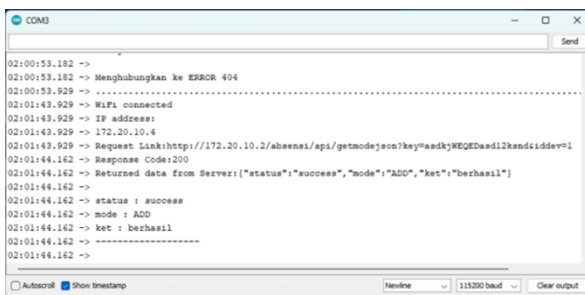 COM3
Send
02:00:53.182 ->
02:00:53.182 -> Menghubungkan ke ERROR 404
02:00:53.929 -> ................................................................................
02:01:43.929 -> WiFi connected
02:01:43.929 -> IP address:
02:01:43.929 -> 172.20.10.4
02:01:43.929 -> Request Link:http://172.20.10.2/absensi/api/getmodejson?key=asdkjWEQEDasdl2ksndiiddev=1
02:01:44.162 -> Response Code:200
02:01:44.162 -> Returned data from Server:{"status":"success","mode":"ADD","ket":"berhasil"}
02:01:44.162 ->
02:01:44.162 -> status : success
02:01:44.162 -> mode : ADD
02:01:44.162 -> ket : berhasil
02:01:44.162 -> -------------------
02:01:44.162 ->
Autoscroll Show timestamp Newline 115200 baud Clear output